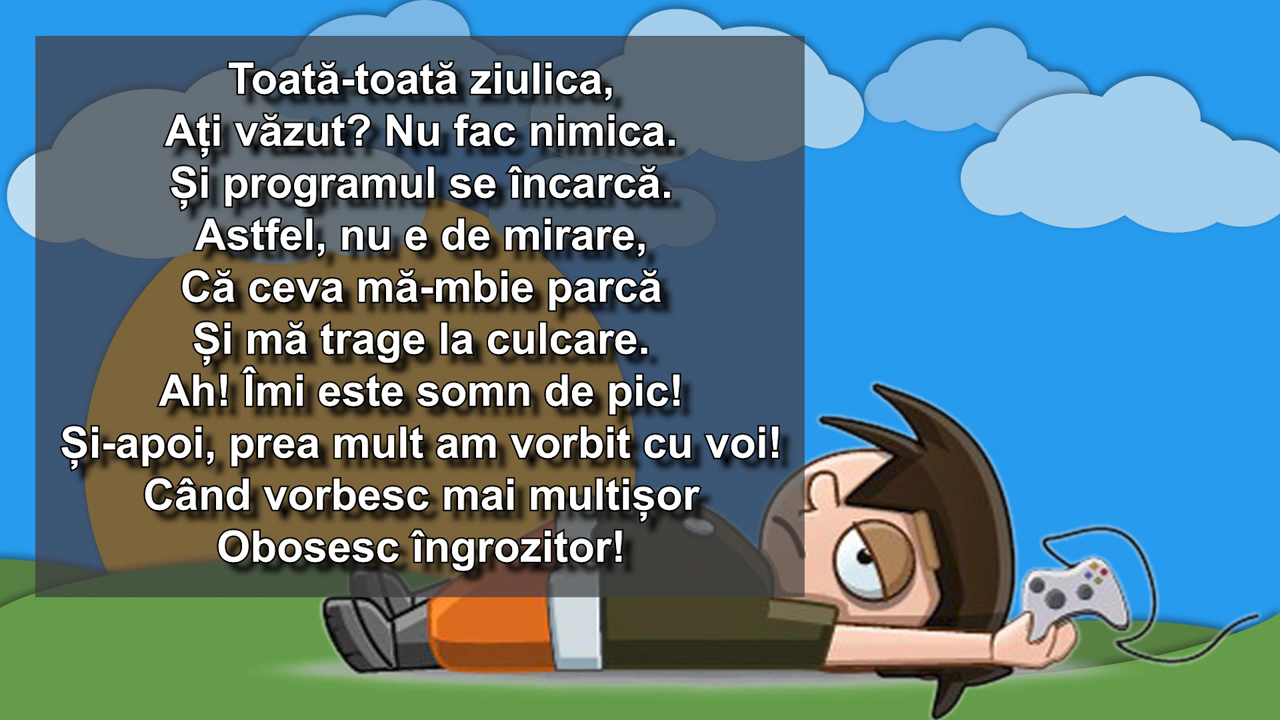 Toată-toată ziulica,
Ați văzut? Nu fac nimica.
Și programul se încarcă.
Astfel, nu e de mirare,
Că ceva mă-mbie parcă
Și mă trage la culcare.
Ah! Îmi este somn de pic!
Și-apoi, prea mult am vorbit cu voi!
Când vorbesc mai multișor
Obosesc îngrozitor!